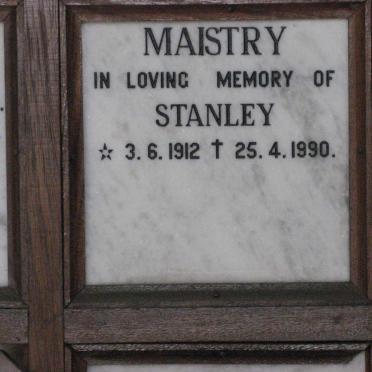 MAISTRY
IN LOVING MEMORY OF
STANLEY
☆ 3.6.1912 † 25.4.1990.